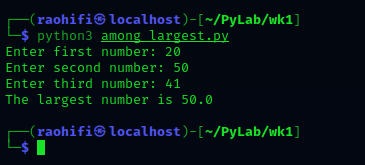 ┌──(raohifi㉿localhost)-[~/PyLab/wk1]
└─$ python3 among_largest.py
Enter first number: 20
Enter second number: 50
Enter third number: 41
The largest number is 50.0
┌──(raohifi㉿localhost)-[~/PyLab/wk1]
└─$